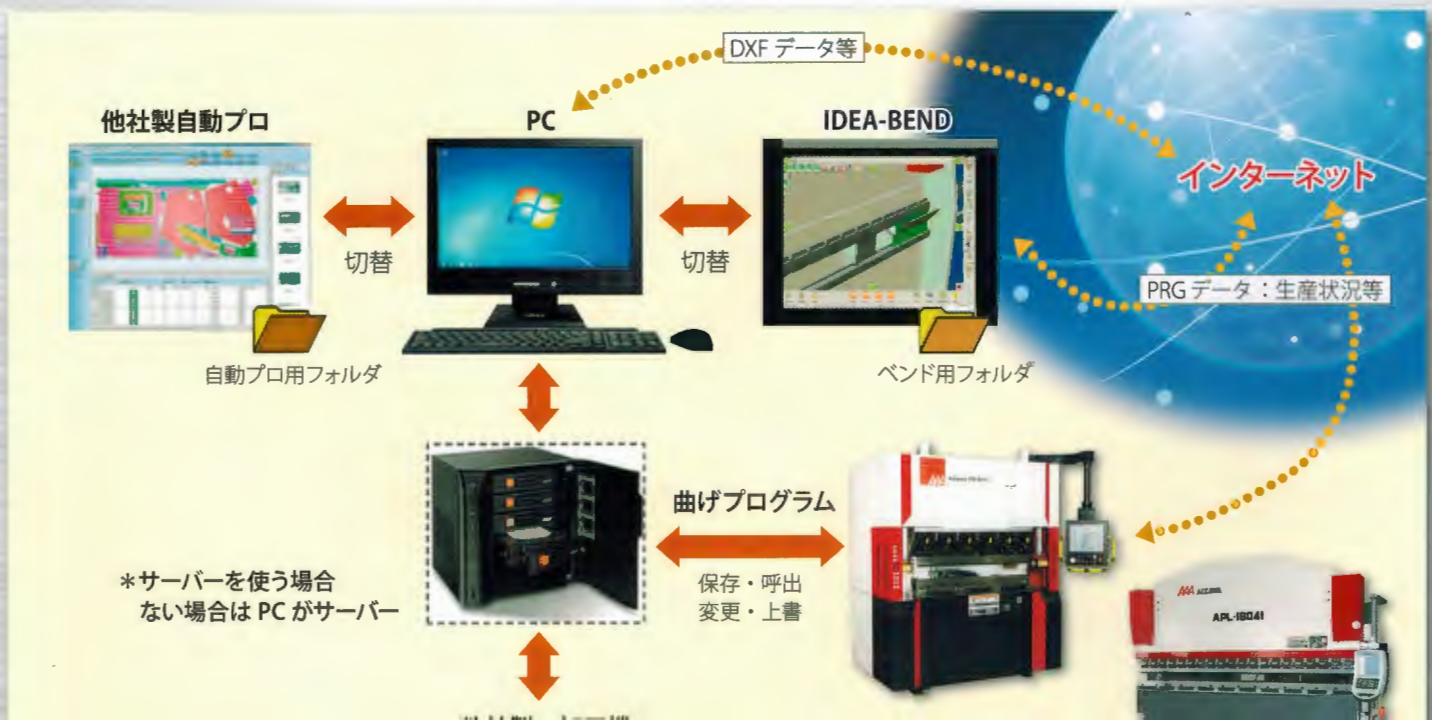 DXF データ等
他社製自動プロ
PC
IDEA-BEND
インターネット
切替
切替
PRG データ：生産状況等
自動プロ用フォルダ
ベンド用フォルダ
曲げプログラム
保存・呼出
変更・上書
＊サーバーを使う場合
ない場合は PC がサーバー
APL-18041